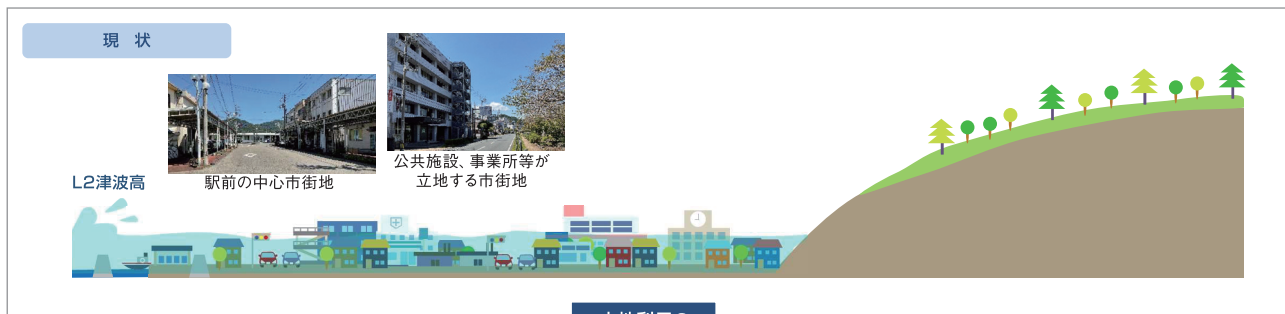 現 状
L2津波高
駅前の中心市街地
公共施設、事業所等が
立地する市街地